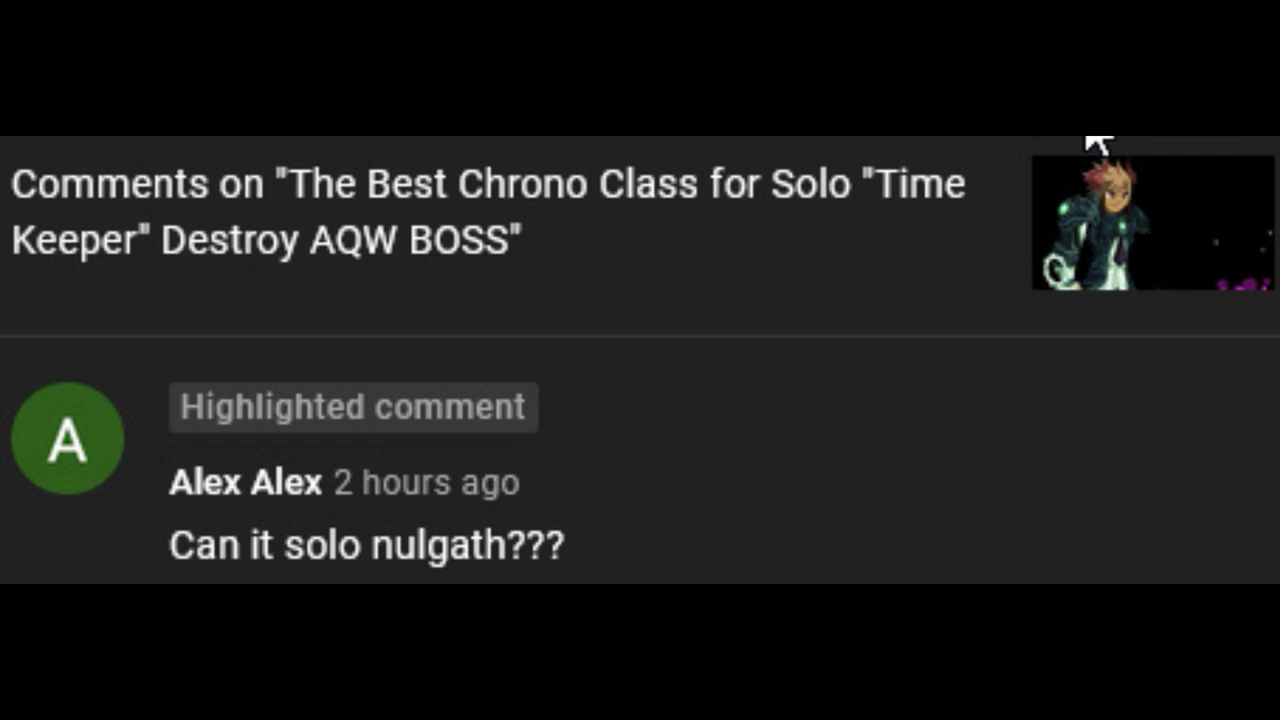 Comments on "The Best Chrono Class for Solo "Time
Keeper" Destroy AQW BOSS"
A
Highlighted comment
Alex Alex 2 hours ago
Can it solo nulgath???